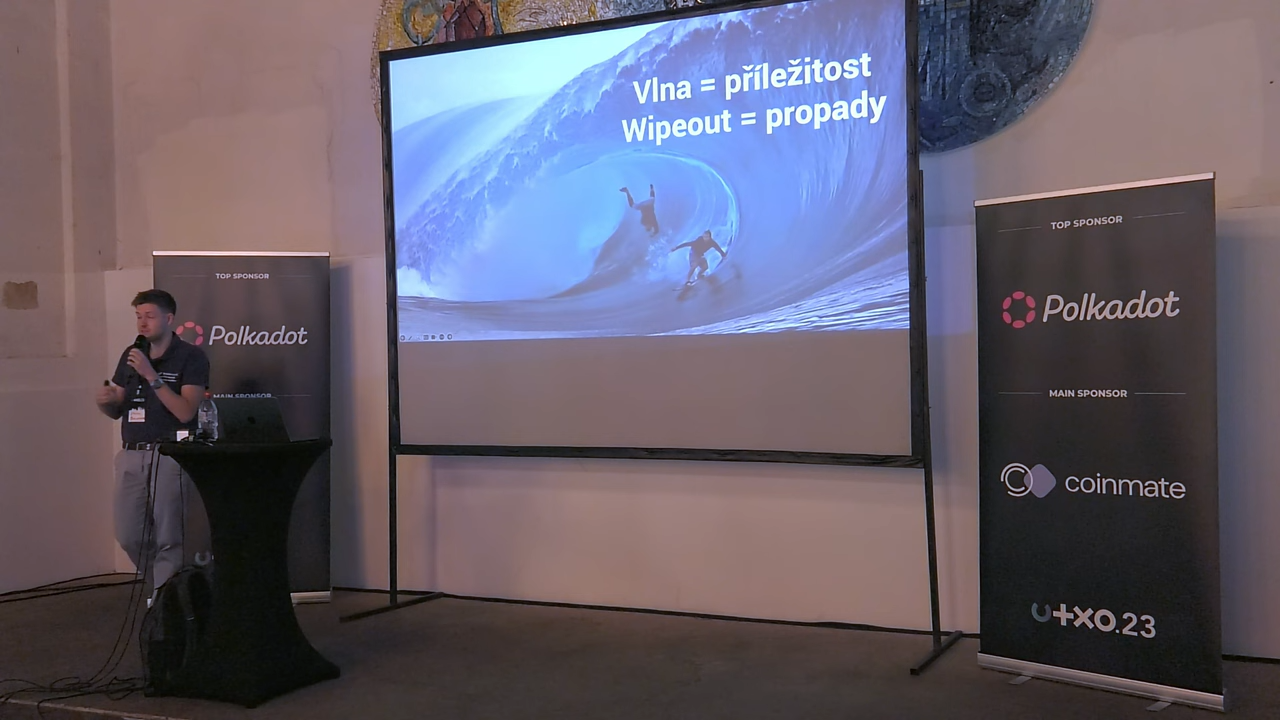 Vlna = příležitost
Wipeout = propady
TOP SPONSOR
Polkadot
MAIN SPONSOR
TOP SPONSOR
Polkadot
MAIN SPONSOR
coinmate
utxo.23